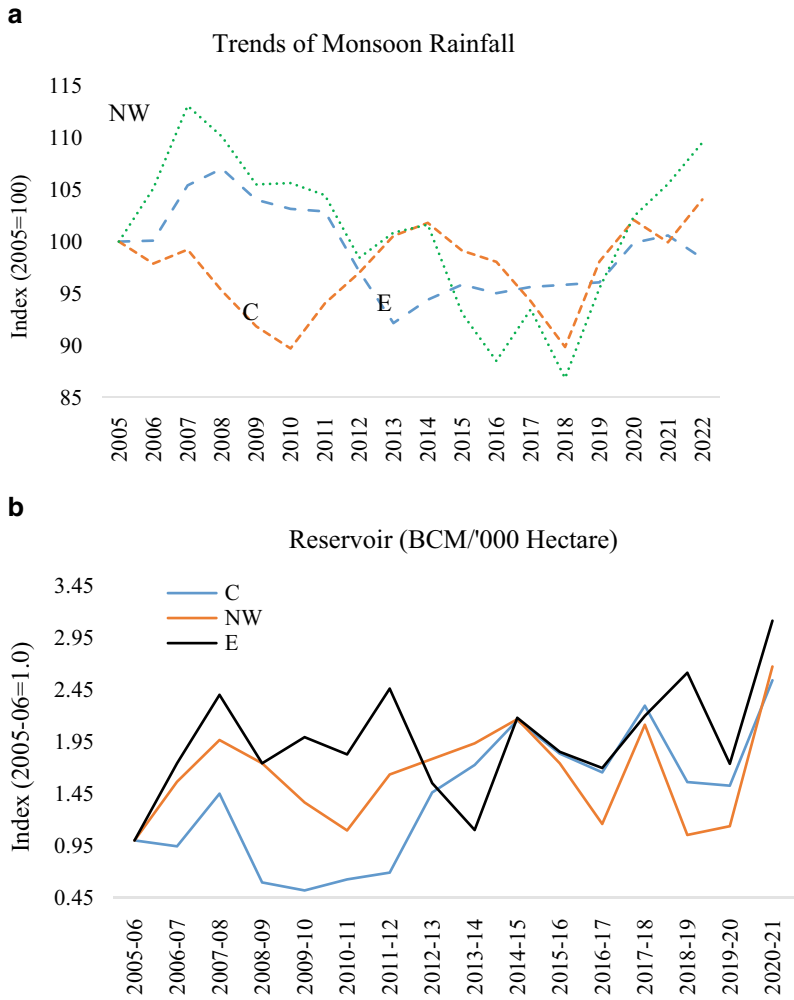 a
Trends of Monsoon Rainfall
Index (2005=100)
115
110
105
100
95
90
85
NW
C
E
2005 2006 2007 2008 2009 2010 2011 2012 2013 2014 2015 2016 2017 2018 2019 2020 2021 2022
b
Reservoir (BCM/'000 Hectare)
Index (2005-06=1.0)
3.45
2.95
2.45
1.95
1.45
0.95
0.45
C
NW
E
2005-06 2006-07 2007-08 2008-09 2009-10 2010-11 2011-12 2012-13 2013-14 2014-15 2015-16 2016-17 2017-18 2018-19 2019-20 2020-21